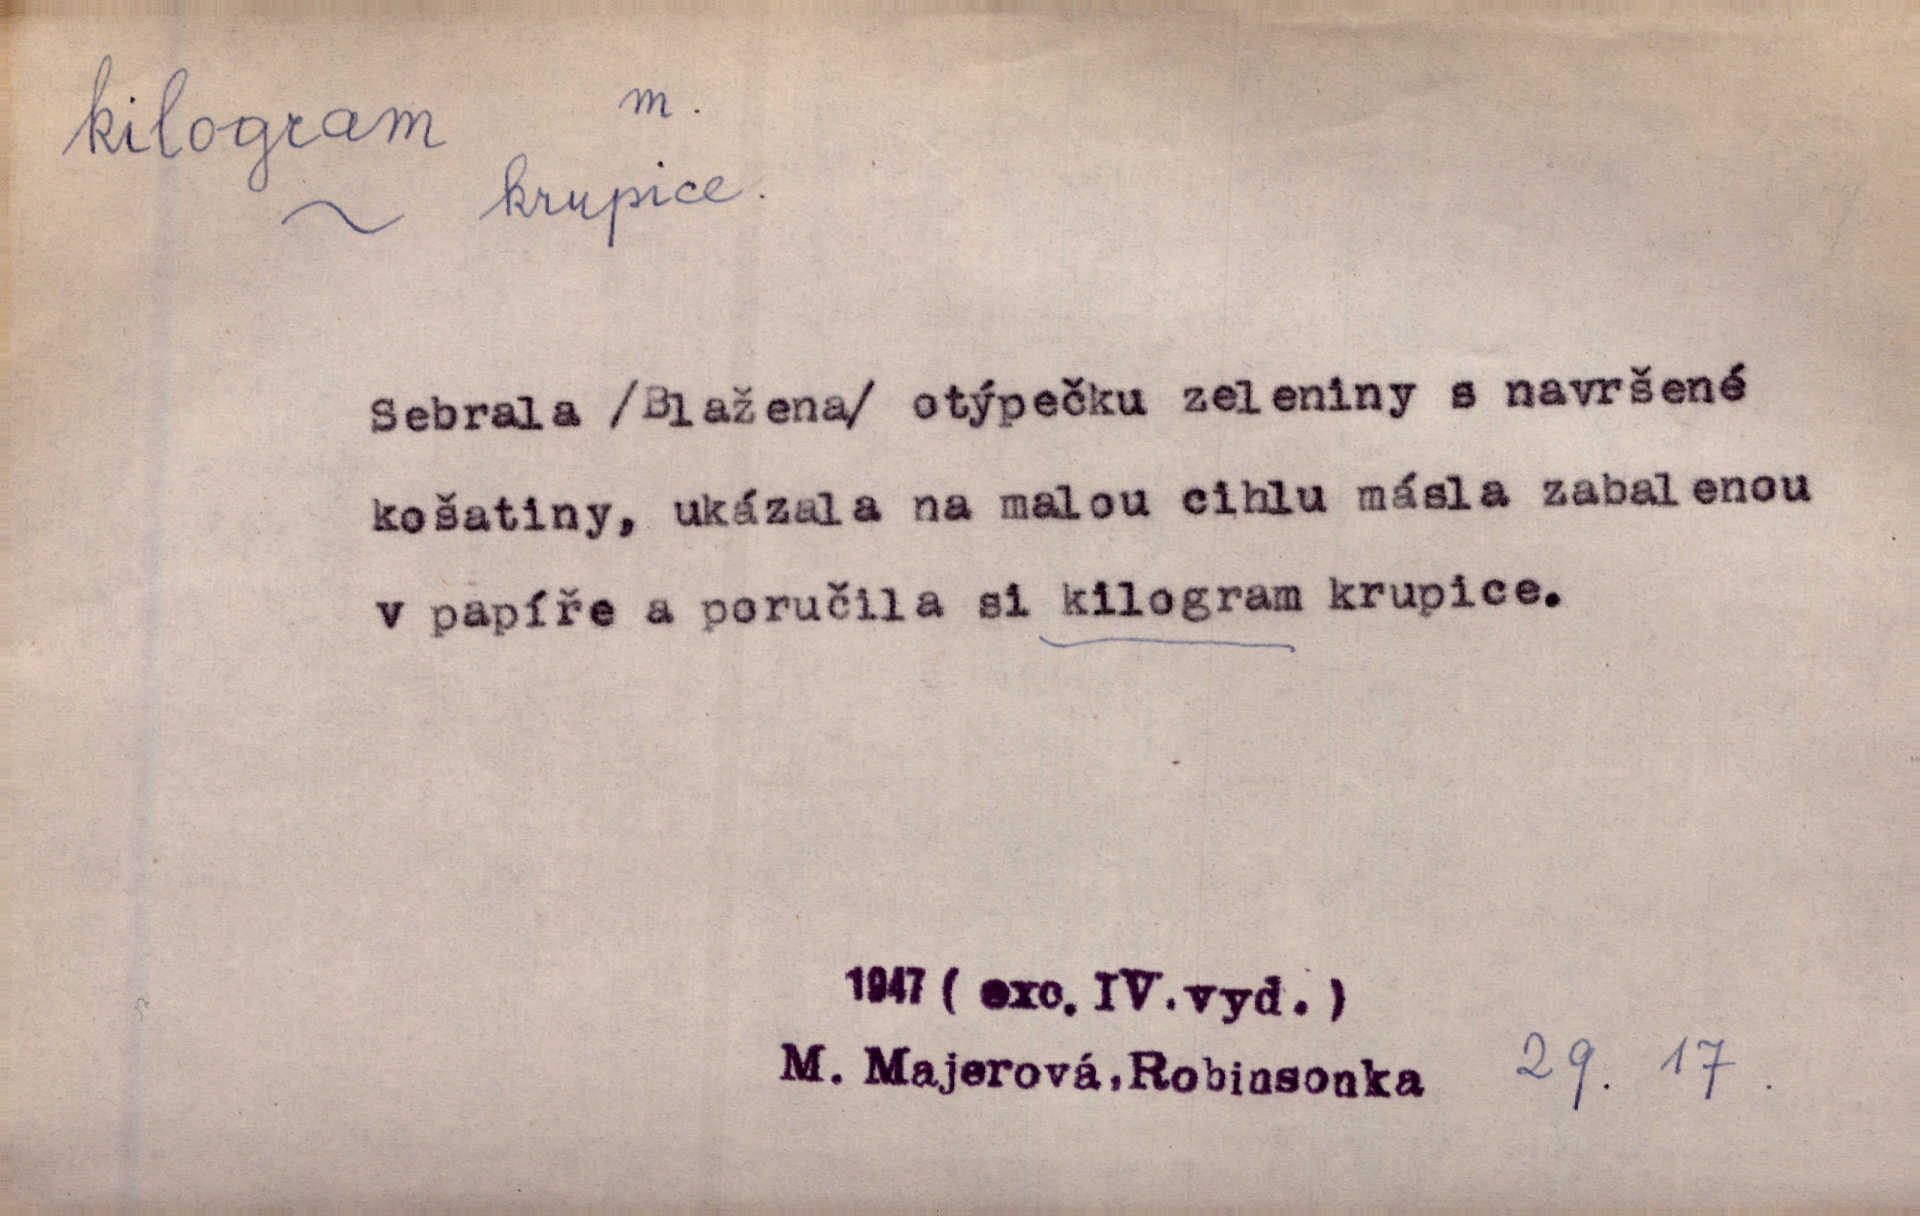 kilogram m.
~ krupice.
Sebrala /Blažena/ otýpečku zeleniny s navršené
košatiny, ukázala na malou cihlu másla zabalenou
v papíře a poručila si kilogram krupice.
1947 ( exc. IV. vyd. )
M. Majerová, Robinsonka 29. 17.